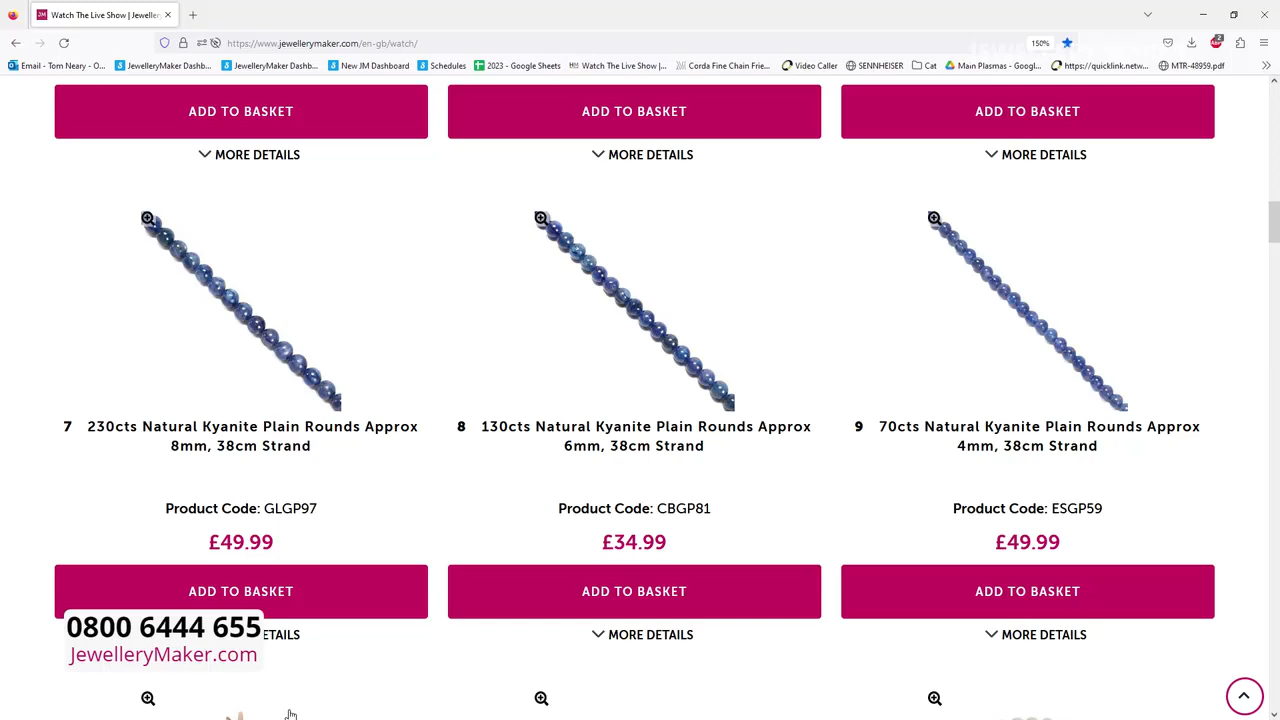 Watch The Live Show | Jeweller
https://www.jewellerymaker.com/en-gb/watch/
150%
2
Email - Tom Neary - O...
JewelleryMaker Dashb...
JewelleryMaker Dashb...
New JM Dashboard
Schedules
2023 - Google Sheets
Watch The Live Show |...
Corda Fine Chain Frie...
Video Caller
SENNHEISER
Cat
Main Plasmas - Googl...
https://quicklink.netw...
MTR-48959.pdf
ADD TO BASKET
ADD TO BASKET
ADD TO BASKET
MORE DETAILS
MORE DETAILS
MORE DETAILS
7 230cts Natural Kyanite Plain Rounds Approx
8mm, 38cm Strand
Product Code: GLGP97
£49.99
ADD TO BASKET
8 130cts Natural Kyanite Plain Rounds Approx
6mm, 38cm Strand
Product Code: CBGP81
£34.99
ADD TO BASKET
MORE DETAILS
9 70cts Natural Kyanite Plain Rounds Approx
4mm, 38cm Strand
Product Code: ESGP59
£49.99
ADD TO BASKET
MORE DETAILS
0800 6444 655
ETAILS
JewelleryMaker.com